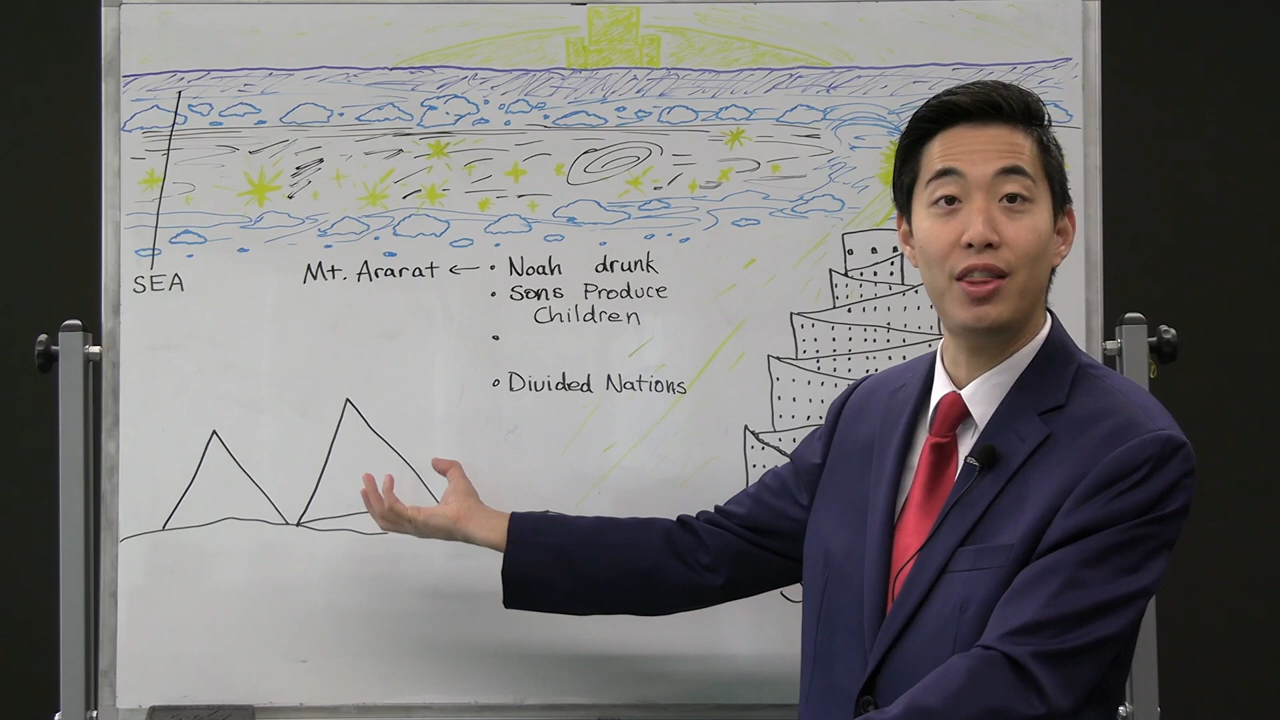 SEA
Mt. Ararat ← • Noah drunk
• Sons Produce
Children
•
• Divided Nations